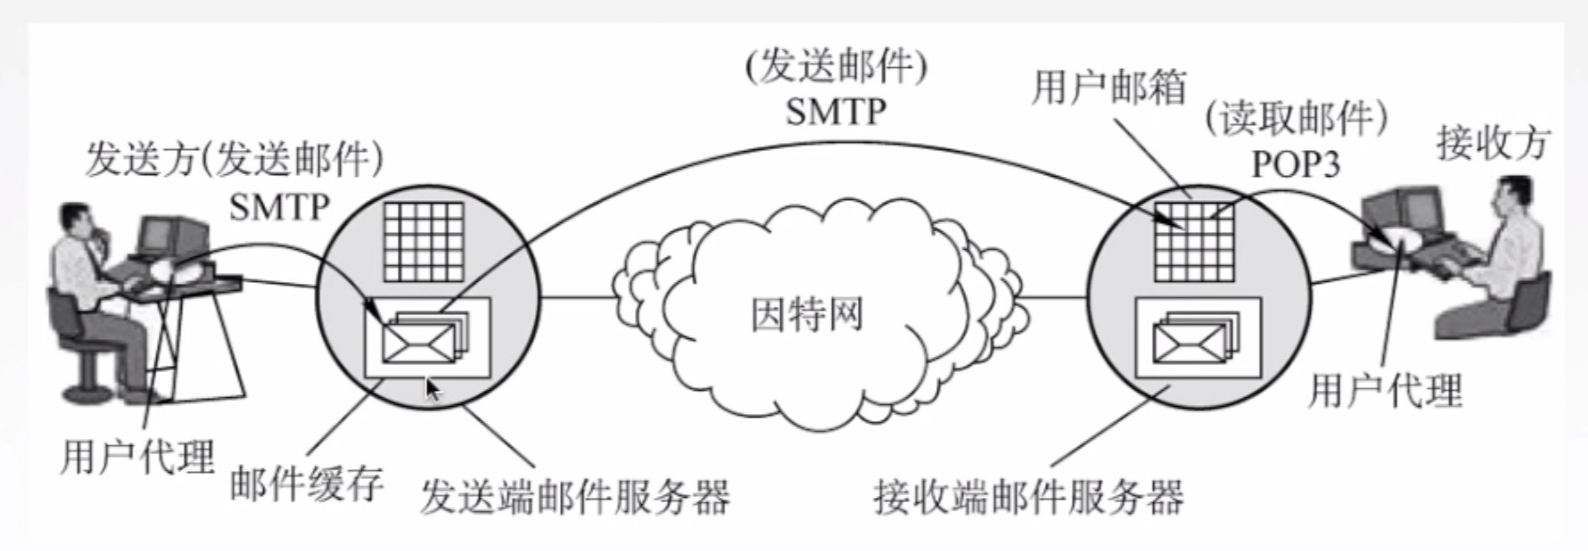 (发送邮件)
SMTP
用户邮箱
(读取邮件)
POP3
接收方
发送方(发送邮件)
SMTP
因特网
用户代理
用户代理
邮件缓存
发送端邮件服务器
接收端邮件服务器